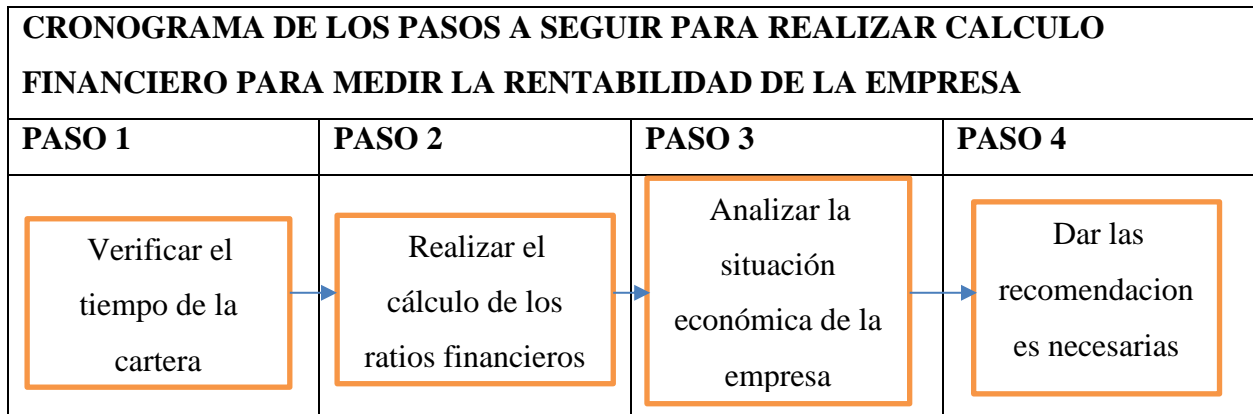 CRONOGRAMA DE LOS PASOS A SEGUIR PARA REALIZAR CALCULO
FINANCIERO PARA MEDIR LA RENTABILIDAD DE LA EMPRESA
PASO 1
PASO 2
PASO 3
PASO 4
Verificar el
tiempo de la
cartera
Realizar el
cálculo de los
ratios financieros
Analizar la
situación
económica de la
empresa
Dar las
recomendacion
es necesarias